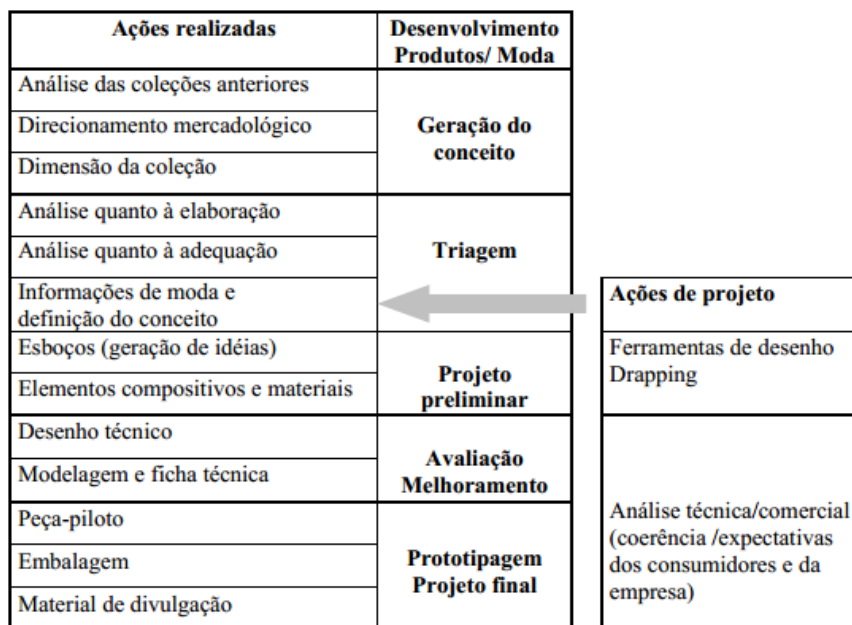 Ações realizadas
Desenvolvimento
Produtos/ Moda
Análise das coleções anteriores
Direcionamento mercadológico
Dimensão da coleção
Geração do
conceito
Análise quanto à elaboração
Análise quanto à adequação
Informações de moda e
definição do conceito
Triagem
Ações de projeto
Esboços (geração de idéias)
Elementos compositivos e materiais
Projeto
preliminar
Ferramentas de desenho
Drapping
Desenho técnico
Modelagem e ficha técnica
Avaliação
Melhoramento
Peça-piloto
Embalagem
Material de divulgação
Prototipagem
Projeto final
Análise técnica/comercial
(coerência /expectativas
dos consumidores e da
empresa)